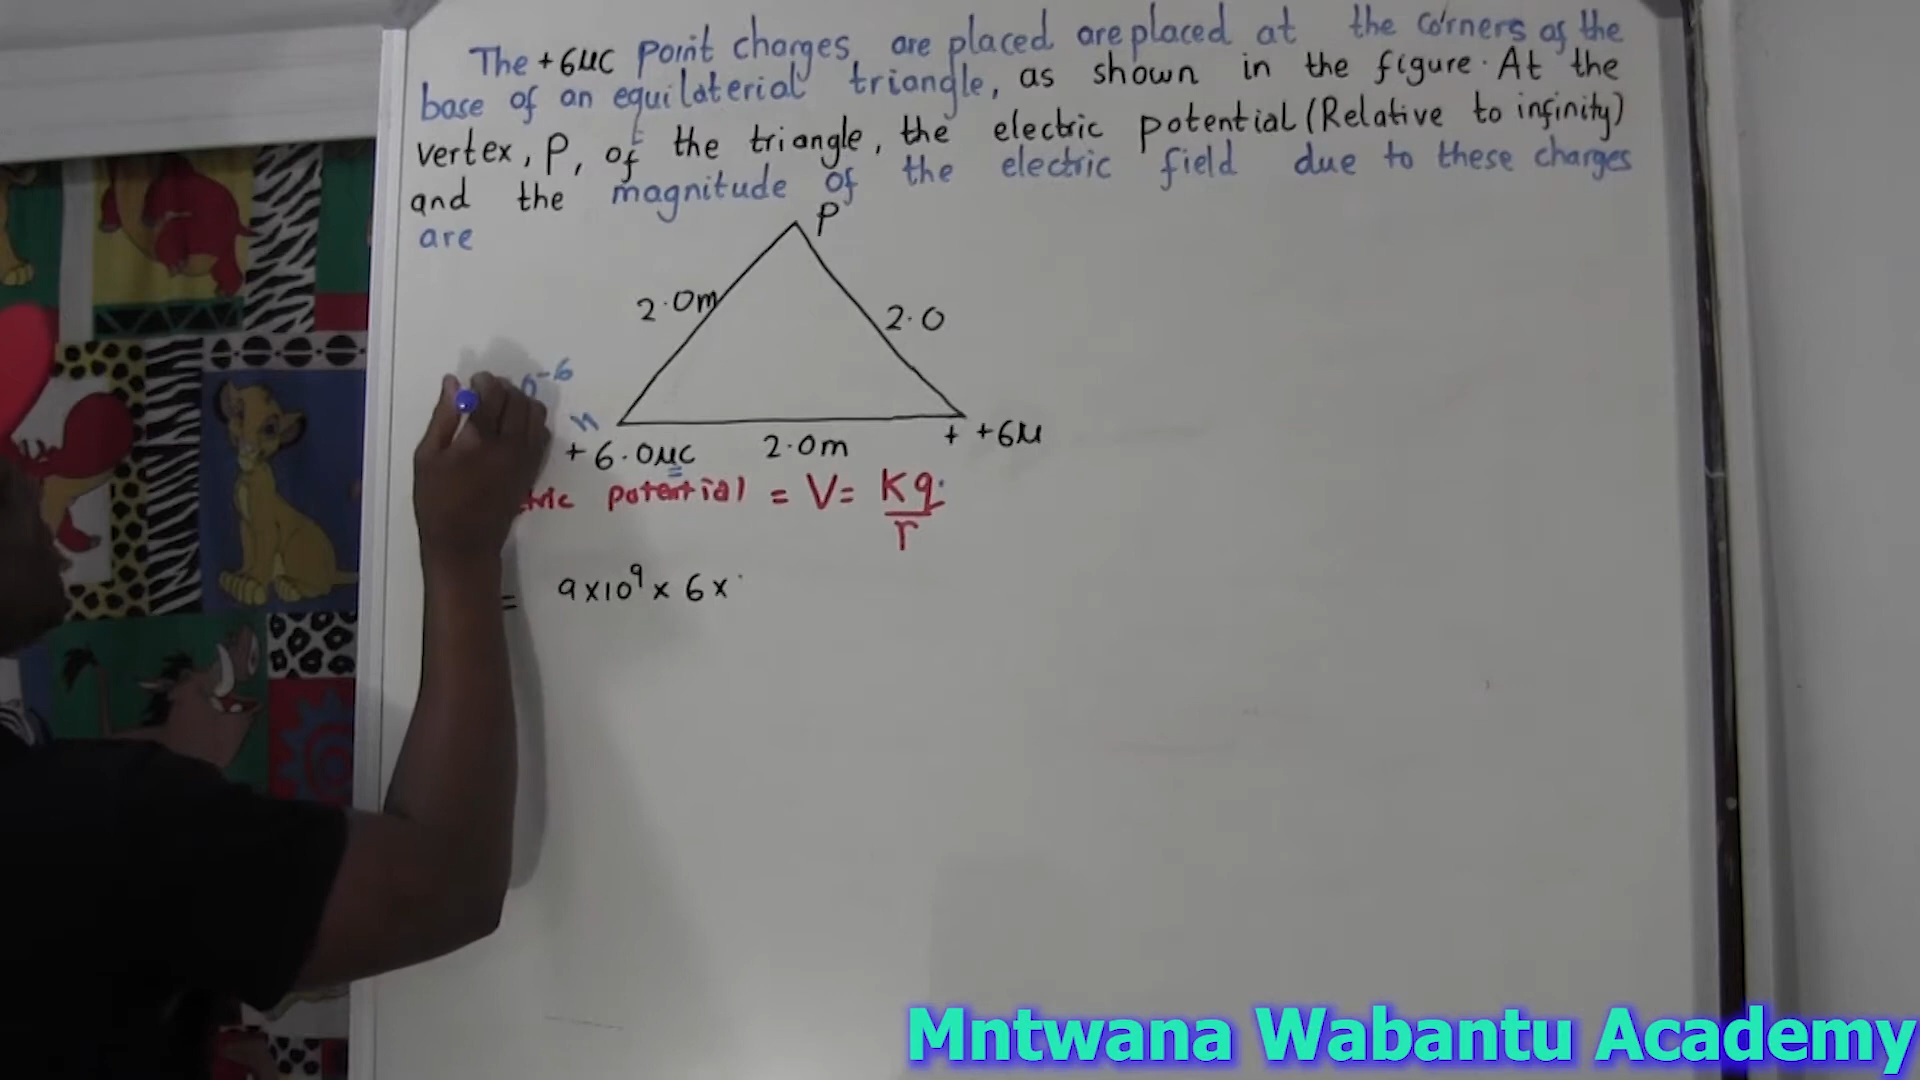 The +6μC point charges are placed are placed at the corners of the
base of an equilaterial triangle, as shown in the figure. At the
vertex, P, of the triangle, the electric potential (Relative to infinity)
and the magnitude of the electric field due to these charges
are
P
2.0m
2.0
-6
n
+6.0μC
2.0m
+ +6μ
potential = V = Kq
r
= 9x10⁹ x 6 x
Mntwana Wabantu Academy